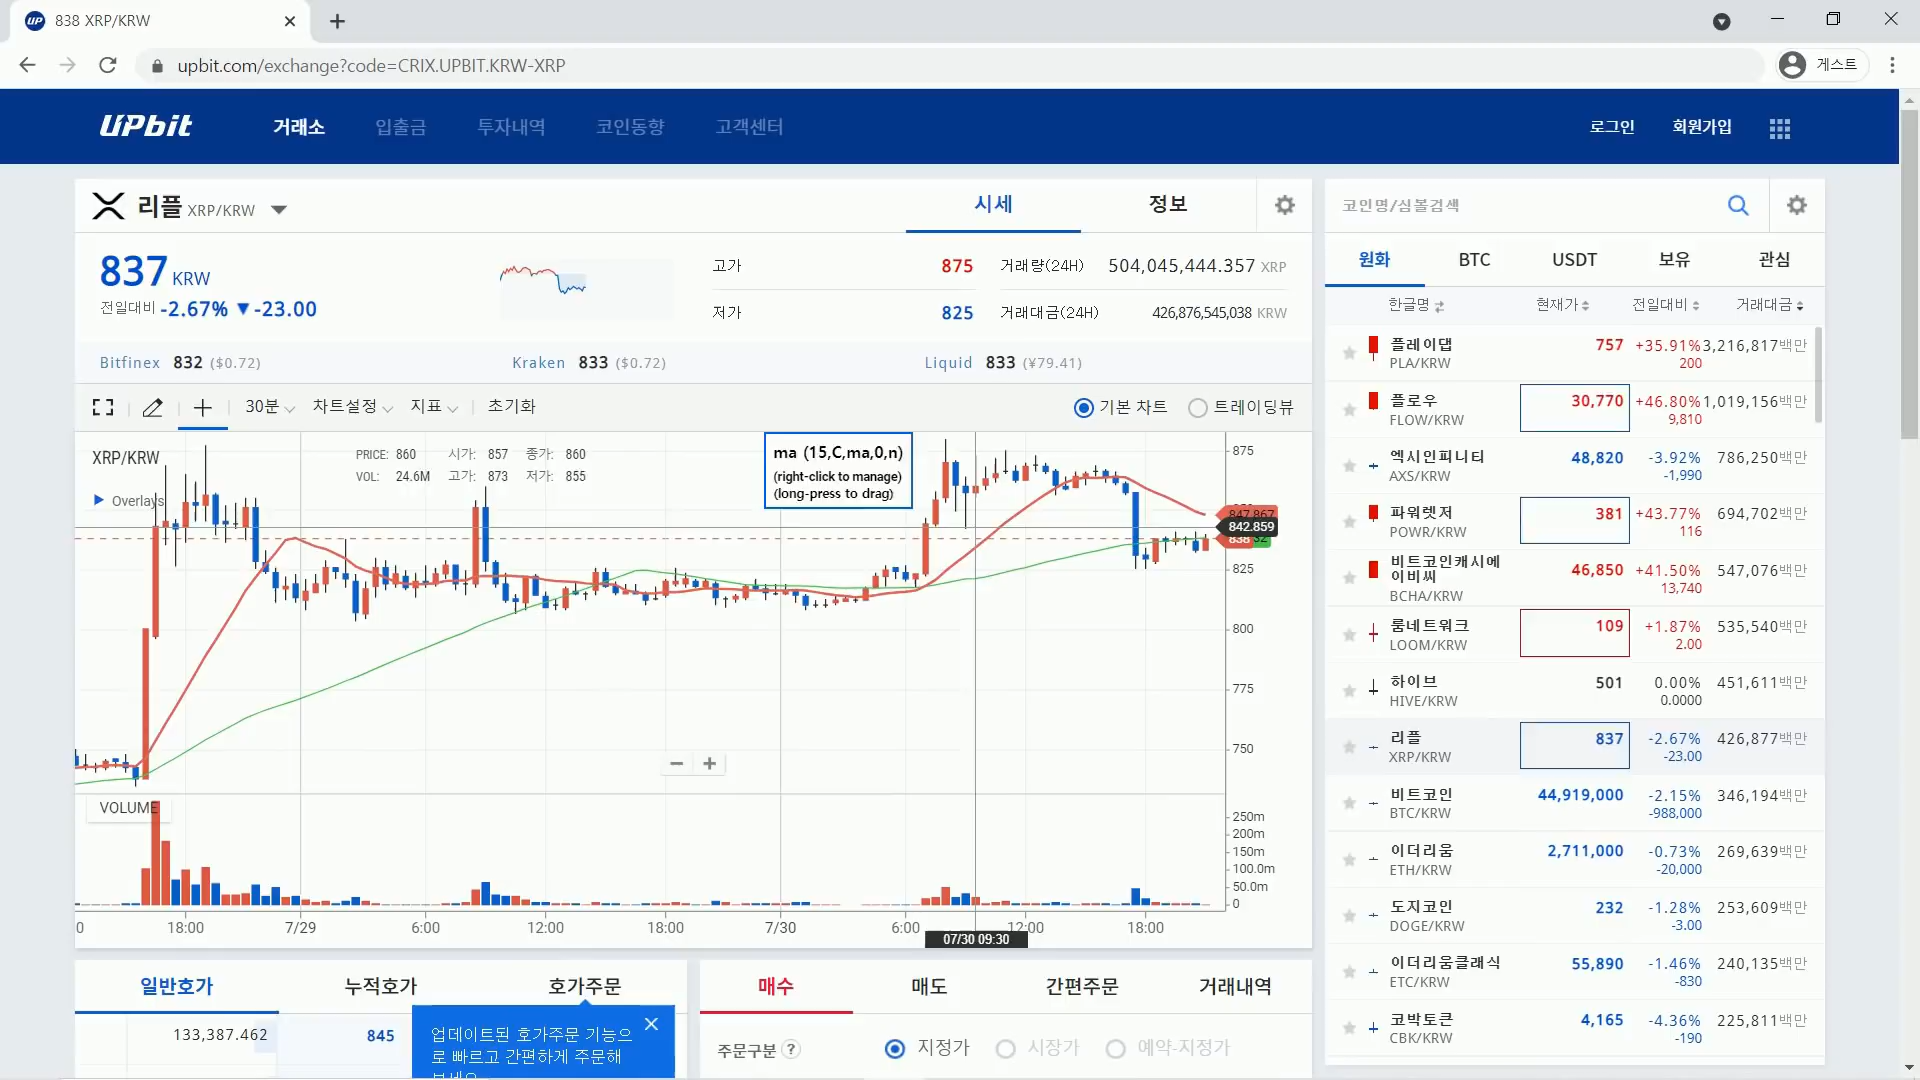 838 XRP/KRW
upbit.com/exchange?code=CRIX.UPBIT.KRW-XRP
게스트
UPbit
거래소
입출금
투자내역
코인동향
고객센터
로그인
회원가입
리플 XRP/KRW
시세
정보
837 KRW
전일대비 -2.67% ▼-23.00
고가 875
저가 825
거래량(24H) 504,045,444.357 XRP
거래대금(24H) 426,876,545,038 KRW
Bitfinex 832 ($0.72)
Kraken 833 ($0.72)
Liquid 833 (¥79.41)
30분
차트설정
지표
초기화
기본 차트
트레이딩뷰
XRP/KRW
Overlays
PRICE: 860 시가: 857 종가: 860
VOL: 24.6M 고가: 873 저가: 855
ma (15,C,ma,0,n)
(right-click to manage)
(long-press to drag)
875
847.867
842.859
838
825
800
775
750
VOLUME
250m
200m
150m
100.0m
50.0m
0
0
18:00
7/29
6:00
12:00
18:00
7/30
6:00
12:00
18:00
07/30 09:30
일반호가
누적호가
호가주문
133,387.462
845
업데이트된 호가주문 기능으
로 빠르고 간편하게 주문해
매수
매도
간편주문
거래내역
주문구분 ?
지정가
시장가
예약-지정가
코인명/심볼검색
원화
BTC
USDT
보유
관심
한글명
현재가
전일대비
거래대금
플레이댑 757 +35.91% 3,216,817백만
PLA/KRW 200
플로우 30,770 +46.80% 1,019,156백만
FLOW/KRW 9,810
엑시인피니티 48,820 -3.92% 786,250백만
AXS/KRW -1,990
파워렛저 381 +43.77% 694,702백만
POWR/KRW 116
비트코인캐시에
이비씨 46,850 +41.50% 547,076백만
BCHA/KRW 13,740
룸네트워크 109 +1.87% 535,540백만
LOOM/KRW 2.00
하이브 501 0.00% 451,611백만
HIVE/KRW 0.0000
리플 837 -2.67% 426,877백만
XRP/KRW -23.00
비트코인 44,919,000 -2.15% 346,194백만
BTC/KRW -988,000
이더리움 2,711,000 -0.73% 269,639백만
ETH/KRW -20,000
도지코인 232 -1.28% 253,609백만
DOGE/KRW -3.00
이더리움클래식 55,890 -1.46% 240,135백만
ETC/KRW -830
코박토큰 4,165 -4.36% 225,811백만
CBK/KRW -190